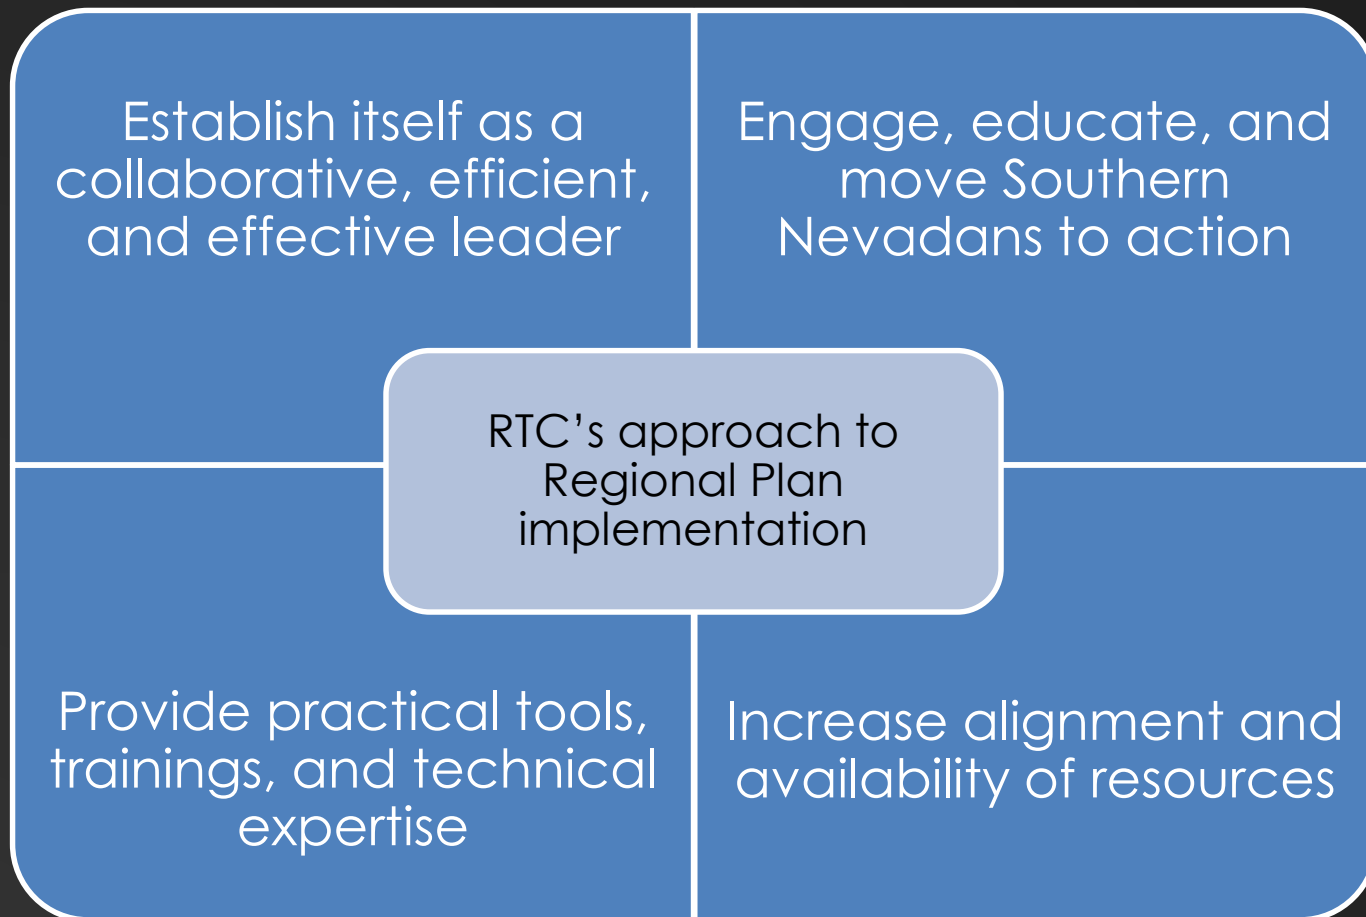 Establish itself as a
collaborative, efficient,
and effective leader
Engage, educate, and
move Southern
Nevadans to action
RTC’s approach to
Regional Plan
implementation
Provide practical tools,
trainings, and technical
expertise
Increase alignment and
availability of resources